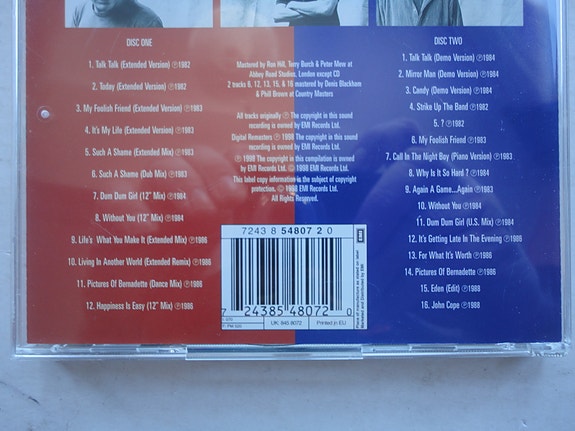 DISC ONE
1. Talk Talk (Extended Version) ℗1982
2. Today (Extended Version) ℗1982
3. My Foolish Friend (Extended Version) ℗1983
4. It's My Life (Extended Version) ℗1983
5. Such A Shame (Extended Mix) ℗1983
6. Such A Shame (Dub Mix) ℗1983
7. Dum Dum Girl (12" Mix) ℗1984
8. Without You (12" Mix) ℗1984
9. Life's What You Make It (Extended Mix) ℗1986
10. Living In Another World (Extended Remix) ℗1986
11. Pictures Of Bernadette (Dance Mix) ℗1986
12. Happiness Is Easy (12" Mix) ℗1986
Mastered by Ron Hill, Terry Burch & Peter Mew at
Abbey Road Studios, London except CD
2 tracks 6, 12, 13, 15, & 16 mastered by Denis Blackham
& Phill Brown at Country Masters
All tracks originally ℗ The copyright in this sound
recording is owned by EMI Records Ltd.
Digital Remasters ℗ 1998 The copyright in this sound
recording is owned by EMI Records Ltd.
℗ 1998 The copyright in this compilation is owned
by EMI Records Ltd. © 1998 EMI Records Ltd.
This label copy information is the subject of copyright
protection, © 1998 EMI Records Ltd.
All Rights Reserved.
7243 8 54807 2 0
7 24385 48072 0
UK: 845 8072
Printed in EU
EMI
DISC TWO
1. Talk Talk (Demo Version) ℗1984
2. Mirror Man (Demo Version) ℗1984
3. Candy (Demo Version) ℗1984
4. Strike Up The Band ℗1982
5. ? ℗1982
6. My Foolish Friend ℗1983
7. Call In The Night Boy (Piano Version) ℗1983
8. Why Is It So Hard? ℗1984
9. Again A Game...Again ℗1983
10. Without You ℗1984
11. Dum Dum Girl (U.S. Mix) ℗1984
12. It's Getting Late In The Evening ℗1986
13. For What It's Worth ℗1986
14. Pictures Of Bernadette ℗1986
15. Eden (Edit) ℗1988
16. John Cope ℗1988